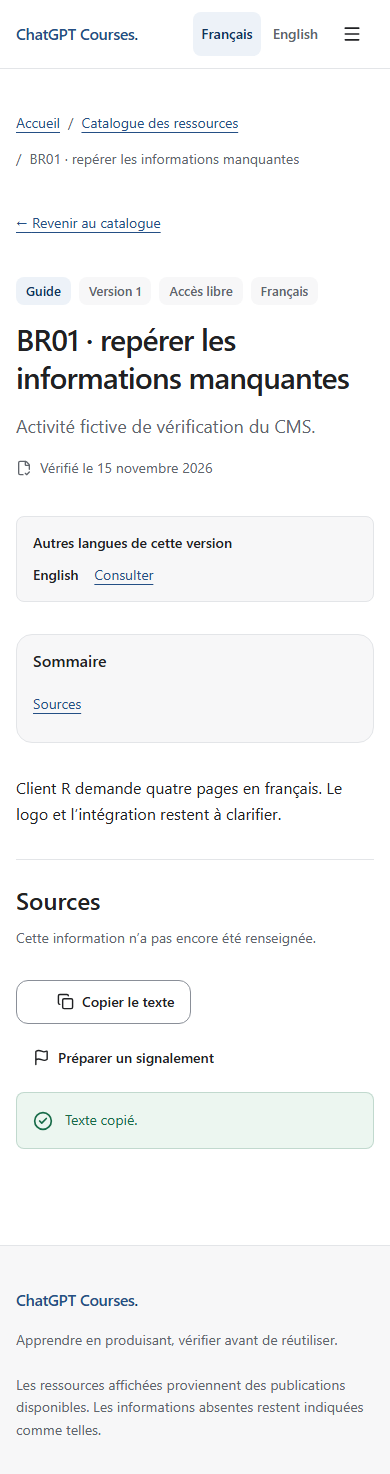 ChatGPT Courses.
Français
English
Accueil / Catalogue des ressources
/ BR01 · repérer les informations manquantes
← Revenir au catalogue
Guide
Version 1
Accès libre
Français
BR01 · repérer les
informations manquantes
Activité fictive de vérification du CMS.
Vérifié le 15 novembre 2026
Autres langues de cette version
English Consulter
Sommaire
Sources
Client R demande quatre pages en français. Le
logo et l’intégration restent à clarifier.
Sources
Cette information n’a pas encore été renseignée.
Copier le texte
Préparer un signalement
Texte copié.
ChatGPT Courses.
Apprendre en produisant, vérifier avant de réutiliser.
Les ressources affichées proviennent des publications
disponibles. Les informations absentes restent indiquées
comme telles.